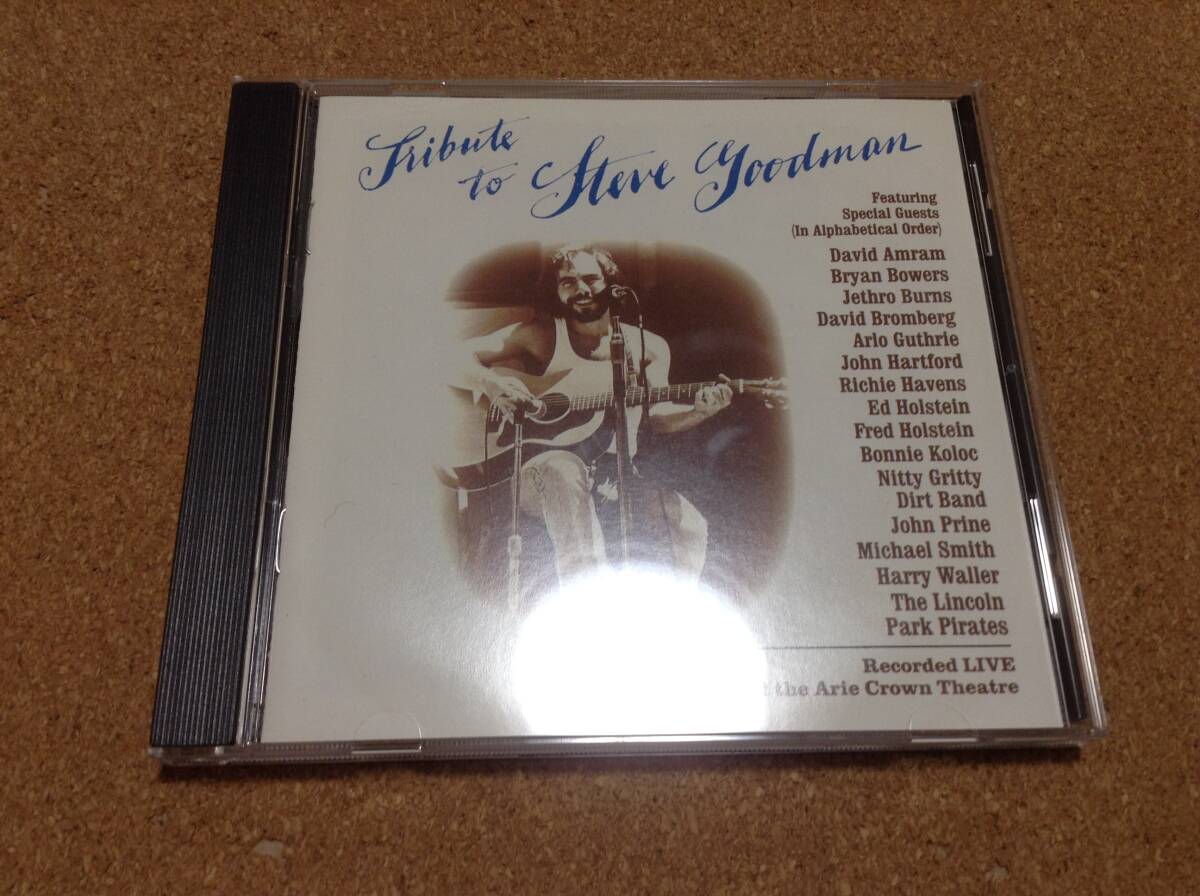 Tribute
to Steve Goodman
Featuring
Special Guests
(In Alphabetical Order)
David Amram
Bryan Bowers
Jethro Burns
David Bromberg
Arlo Guthrie
John Hartford
Richie Havens
Ed Holstein
Fred Holstein
Bonnie Koloc
Nitty Gritty
Dirt Band
John Prine
Michael Smith
Harry Waller
The Lincoln
Park Pirates
Recorded LIVE
the Arie Crown Theatre